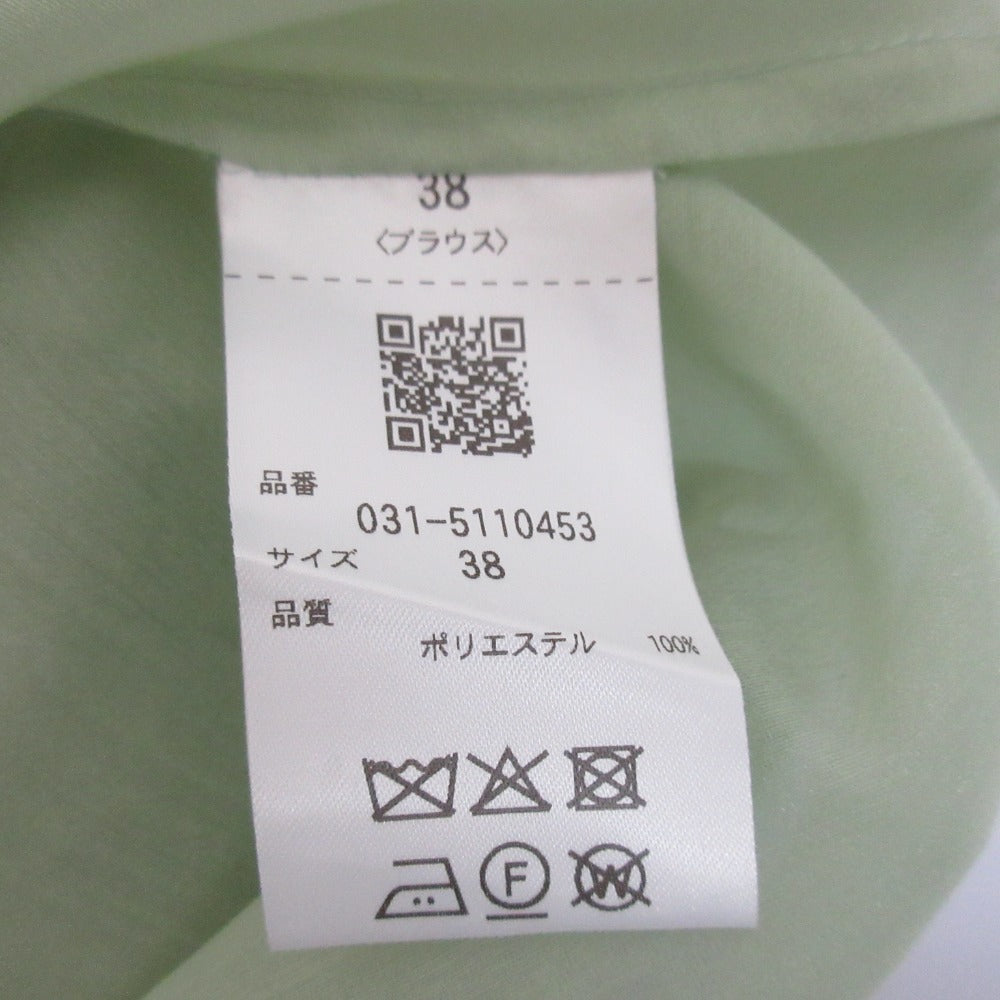 38
〈ブラウス〉
品番
031-5110453
サイズ 38
品質
ポリエステル 100%
F W